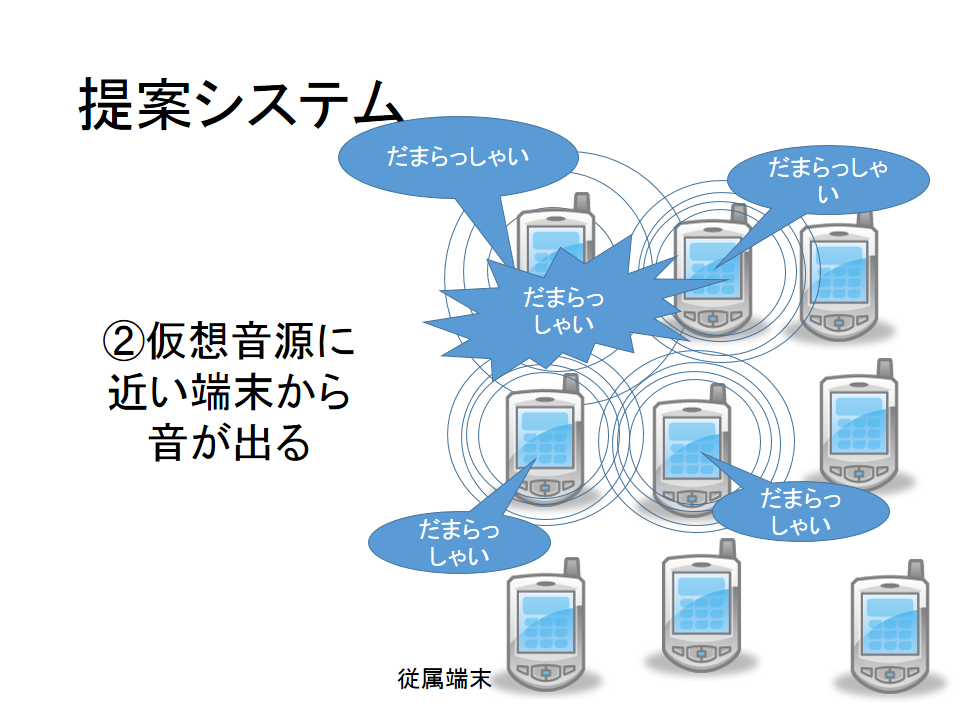 提案システム
だまらっしゃい
だまらっしゃ
い
だまらっ
しゃい
②仮想音源に
近い端末から
音が出る
だまらっ
しゃい
だまらっ
しゃい
従属端末